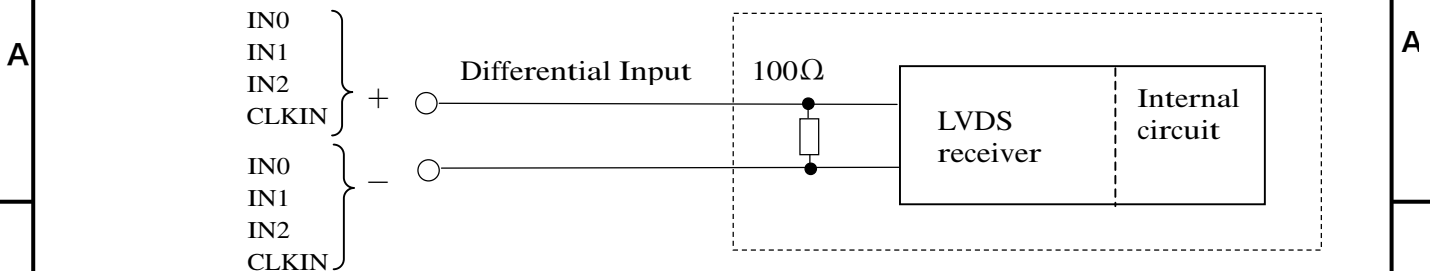 A
A
IN0
IN1
IN2
CLKIN
+
Differential Input
100Ω
LVDS
receiver
Internal
circuit
IN0
IN1
IN2
CLKIN
−